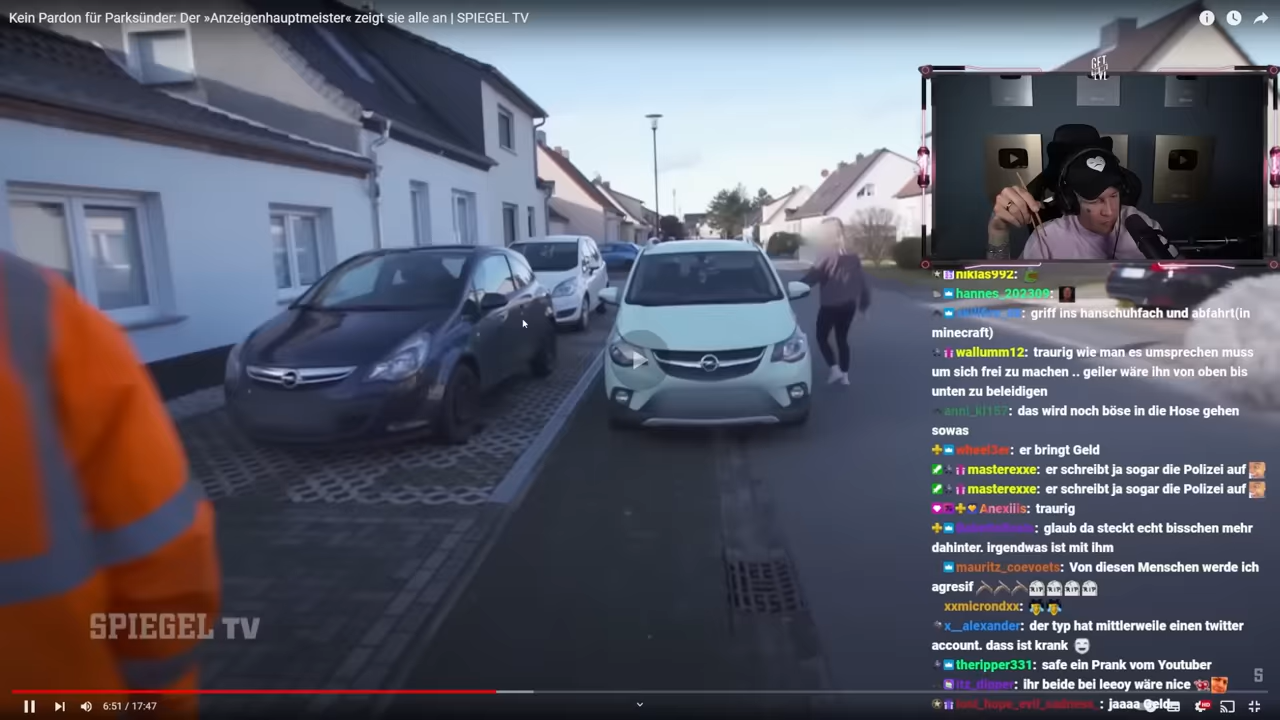 Kein Pardon für Parksünder: Der »Anzeigenhauptmeister« zeigt sie alle an | SPIEGEL TV
niklas992:
hannes_202309:
griff ins hanschuhfach und abfahrt(in
minecraft)
wallumm12: traurig wie man es umsprechen muss
um sich frei zu machen .. geiler wäre ihn von oben bis
unten zu beleidigen
anni_kl157: das wird noch böse in die Hose gehen
sowas
wheel3er: er bringt Geld
masterexxe: er schreibt ja sogar die Polizei auf
masterexxe: er schreibt ja sogar die Polizei auf
Anexiiis: traurig
glaub da steckt echt bisschen mehr
dahinter. irgendwas ist mit ihm
mauritz_coevoets: Von diesen Menschen werde ich
agresif
xxmicrondxx:
x__alexander: der typ hat mittlerweile einen twitter
account. dass ist krank
theripper331: safe ein Prank vom Youtuber
itz_dipper: ihr beide bei leeoy wäre nice
lost_hope_evil_sadness_: jaaaa Geld
SPIEGEL TV
6:51 / 17:47